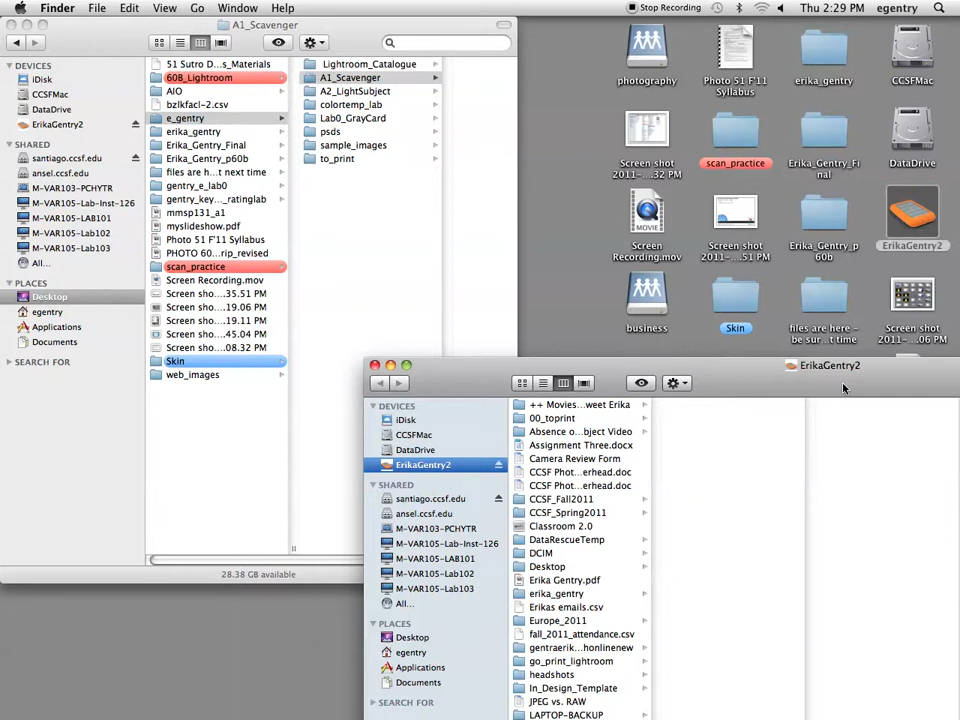 Finder File Edit View Go Window Help
Stop Recording Thu 2:29 PM egentry
A1_Scavenger
DEVICES
iDisk
CCSFMac
DataDrive
ErikaGentry2
SHARED
santiago.ccsf.edu
ansel.ccsf.edu
M-VAR103-PCHYTR
M-VAR105-Lab-Inst-126
M-VAR105-LAB101
M-VAR105-Lab102
M-VAR105-Lab103
All...
PLACES
Desktop
egentry
Applications
Documents
SEARCH FOR
51 Sutro D...s_Materials
60B_Lightroom
AIO
bzlkfacl-2.csv
e_gentry
erika_gentry
Erika_Gentry_Final
Erika_Gentry_p60b
files are h...t next time
gentry_e_lab0
gentry_key..._ratinglab
mmsp131_a1
myslideshow.pdf
Photo 51 F'11 Syllabus
PHOTO 60...rip_revised
scan_practice
Screen Recording.mov
Screen sho....35.51 PM
Screen sho....19.06 PM
Screen sho....19.11 PM
Screen sho....45.04 PM
Screen sho....08.32 PM
Skin
web_images
Lightroom_Catalogue
A1_Scavenger
A2_LightSubject
colortemp_lab
Lab0_GrayCard
psds
sample_images
to_print
28.38 GB available
photography
Photo 51 F'11 Syllabus
erika_gentry
CCSFMac
Screen shot 2011-...32 PM
scan_practice
Erika_Gentry_Final
DataDrive
MOVIE
Screen Recording.mov
Screen shot 2011-...51 PM
Erika_Gentry_p60b
ErikaGentry2
business
Skin
files are here - be sur...t time
Screen shot 2011-...06 PM
ErikaGentry2
DEVICES
iDisk
CCSFMac
DataDrive
ErikaGentry2
SHARED
santiago.ccsf.edu
ansel.ccsf.edu
M-VAR103-PCHYTR
M-VAR105-Lab-Inst-126
M-VAR105-LAB101
M-VAR105-Lab102
M-VAR105-Lab103
All...
PLACES
Desktop
egentry
Applications
Documents
SEARCH FOR
++ Movies...weet Erika
00_toprint
Absence o...bject Video
Assignment Three.docx
Camera Review Form
CCSF Phot...erhead.doc
CCSF Phot...erhead.doc
CCSF_Fall2011
CCSF_Spring2011
Classroom 2.0
DataRescueTemp
DCIM
Desktop
Erika Gentry.pdf
erika_gentry
Erikas emails.csv
Europe_2011
fall_2011_attendance.csv
gentraerik...honlinenew
go_print_lightroom
headshots
In_Design_Template
JPEG vs. RAW
LAPTOP-BACKUP